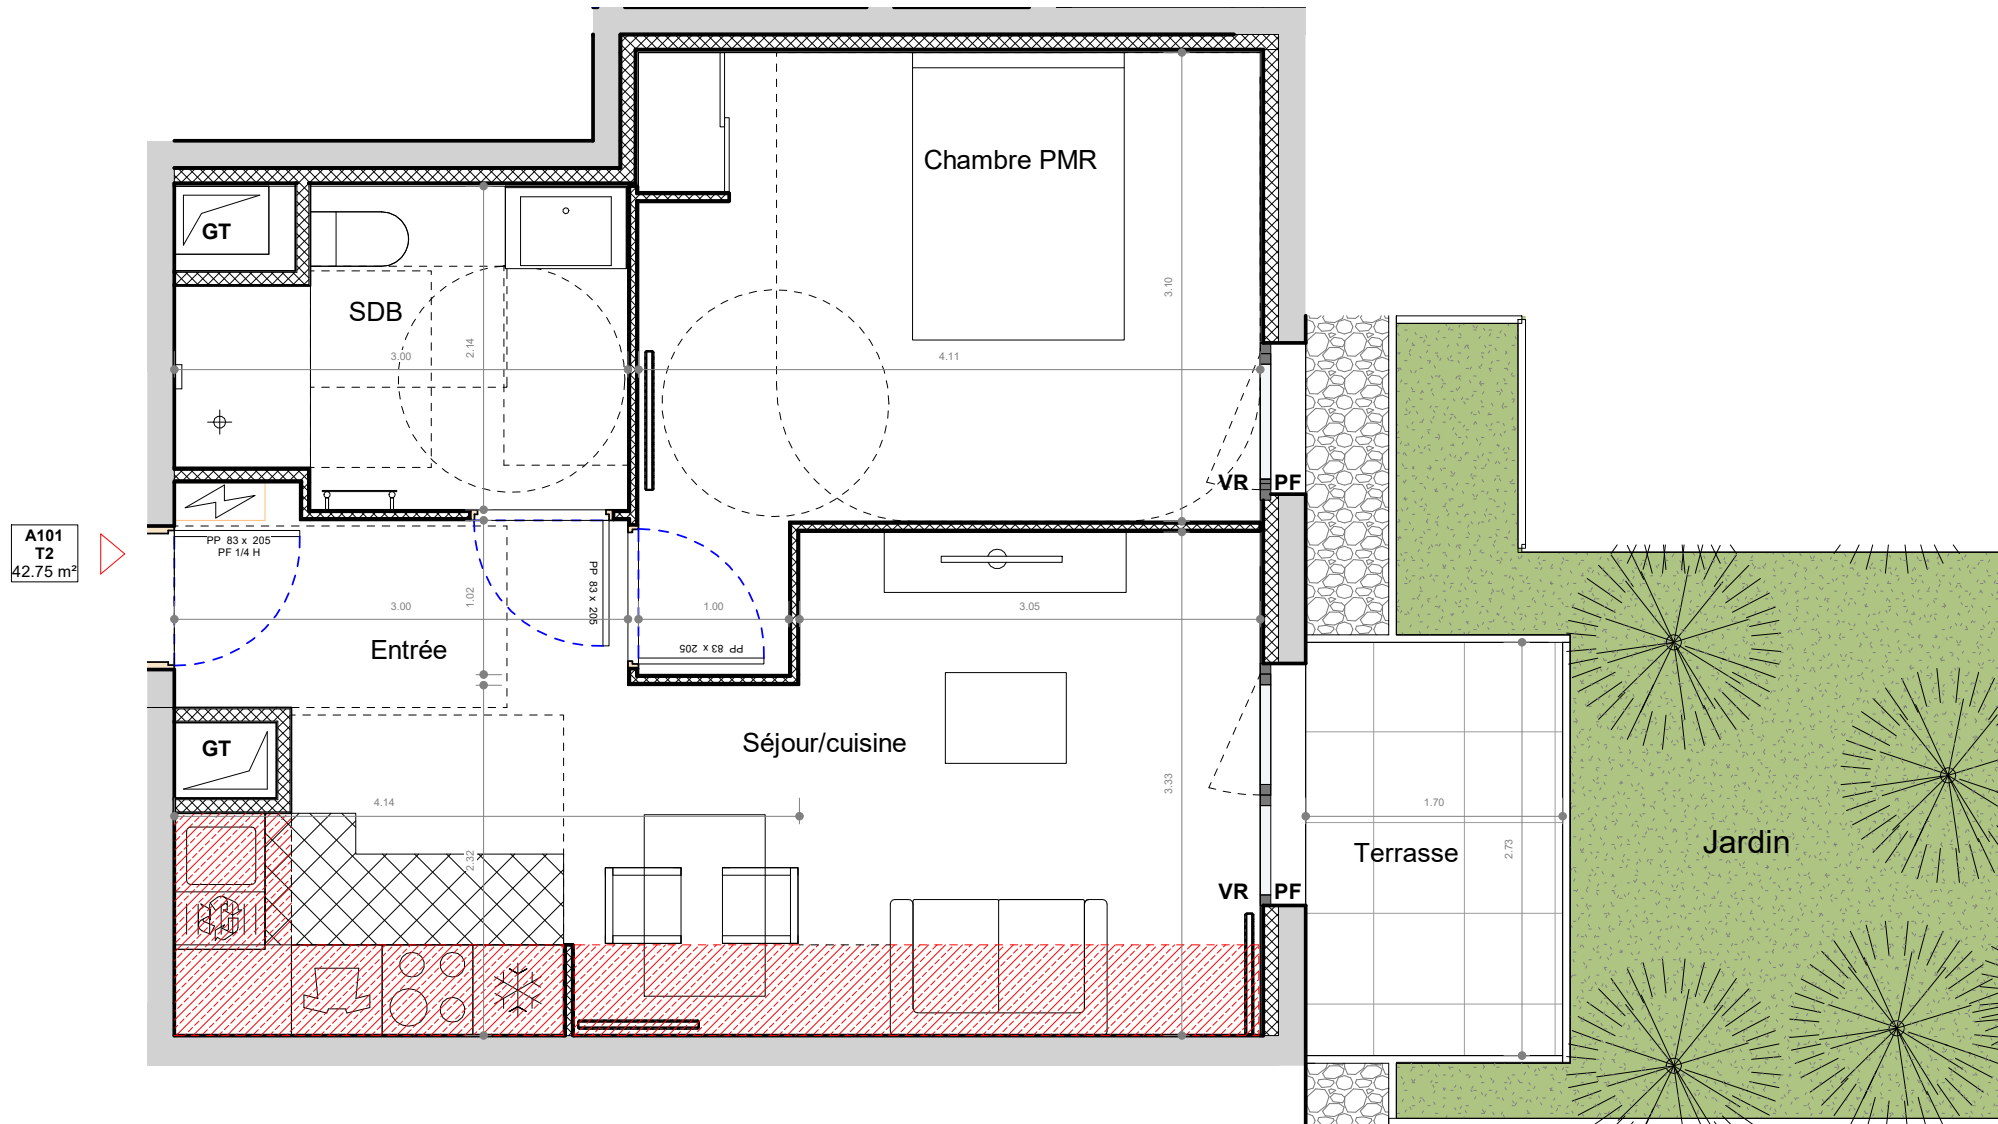 Chambre PMR
GT
SDB
3.10
2.14
3.00
4.11
VR PF
A101
T2
42.75 m²
PP 83 x 205
PF 1/4 H
PP 83 x 205
1.02
3.00
1.00
3.05
Entrée
PP 83 x 205
GT
Séjour/cuisine
3.33
4.14
1.70
2.32
Terrasse
2.73
Jardin
VR PF